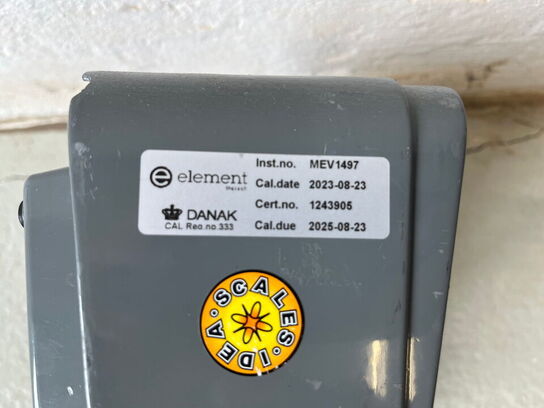 element
Inst.no. MEV1497
Cal.date 2023-08-23
Cert.no. 1243905
DANAK
CAL Reg.no.333
Cal.due 2025-08-23
IDEA·SCALES·